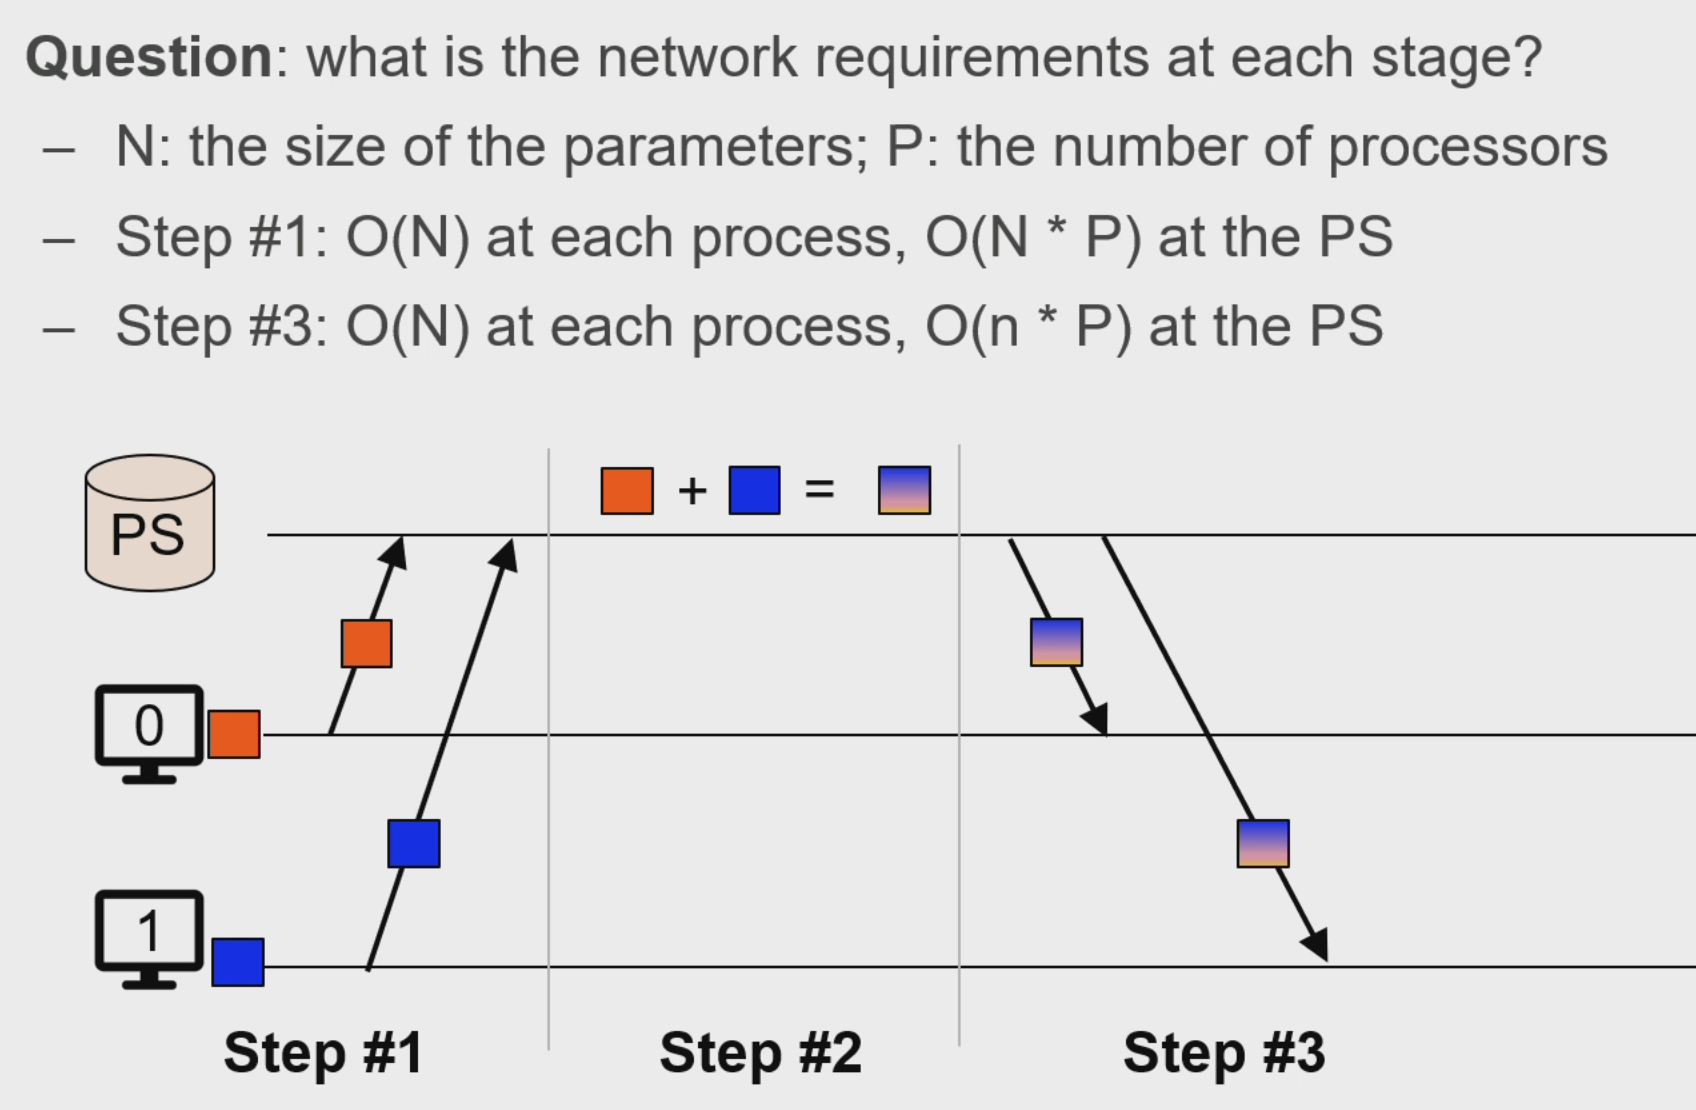 Question: what is the network requirements at each stage?
– N: the size of the parameters; P: the number of processors
– Step #1: O(N) at each process, O(N * P) at the PS
– Step #3: O(N) at each process, O(n * P) at the PS
+ =
PS
0
1
Step #1 Step #2 Step #3